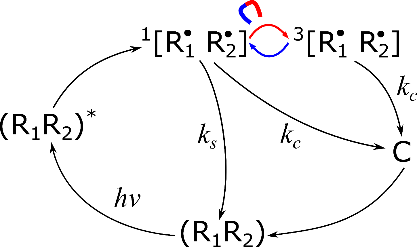 ¹[R₁• R₂•] ³[R₁• R₂•]
k_c
(R₁R₂)*
k_s k_c C
hν
(R₁R₂)